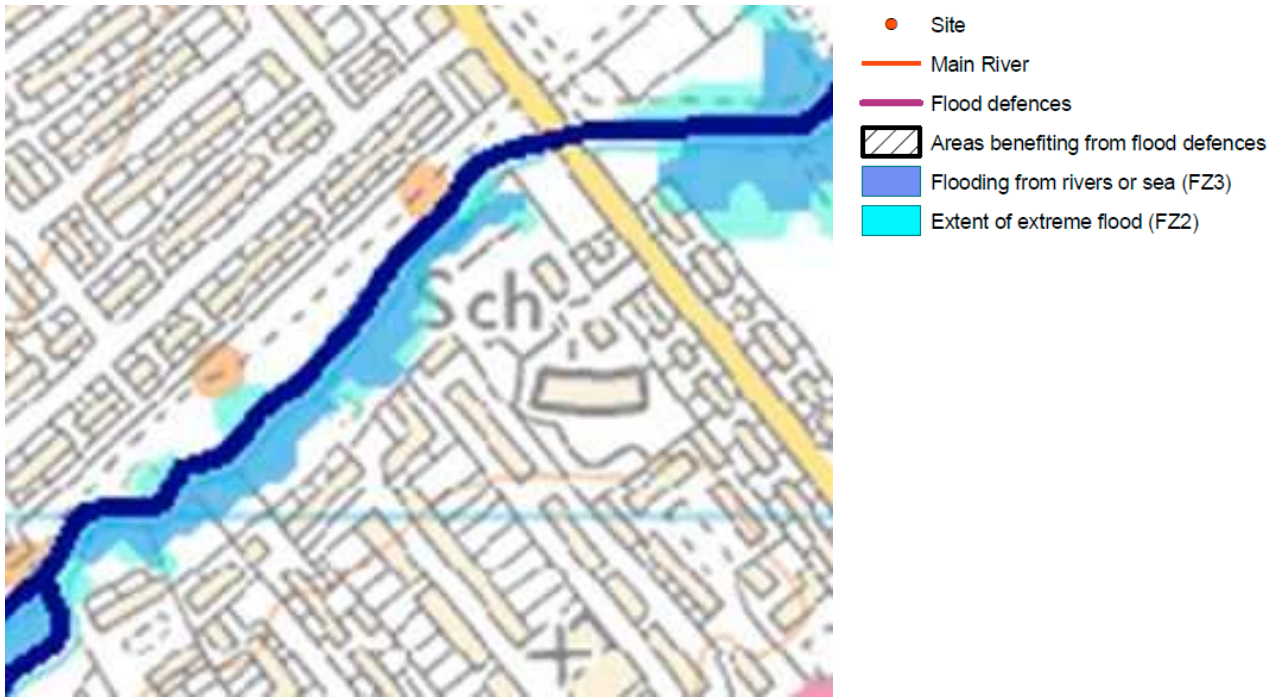 Sch
Site
Main River
Flood defences
Areas benefiting from flood defences
Flooding from rivers or sea (FZ3)
Extent of extreme flood (FZ2)